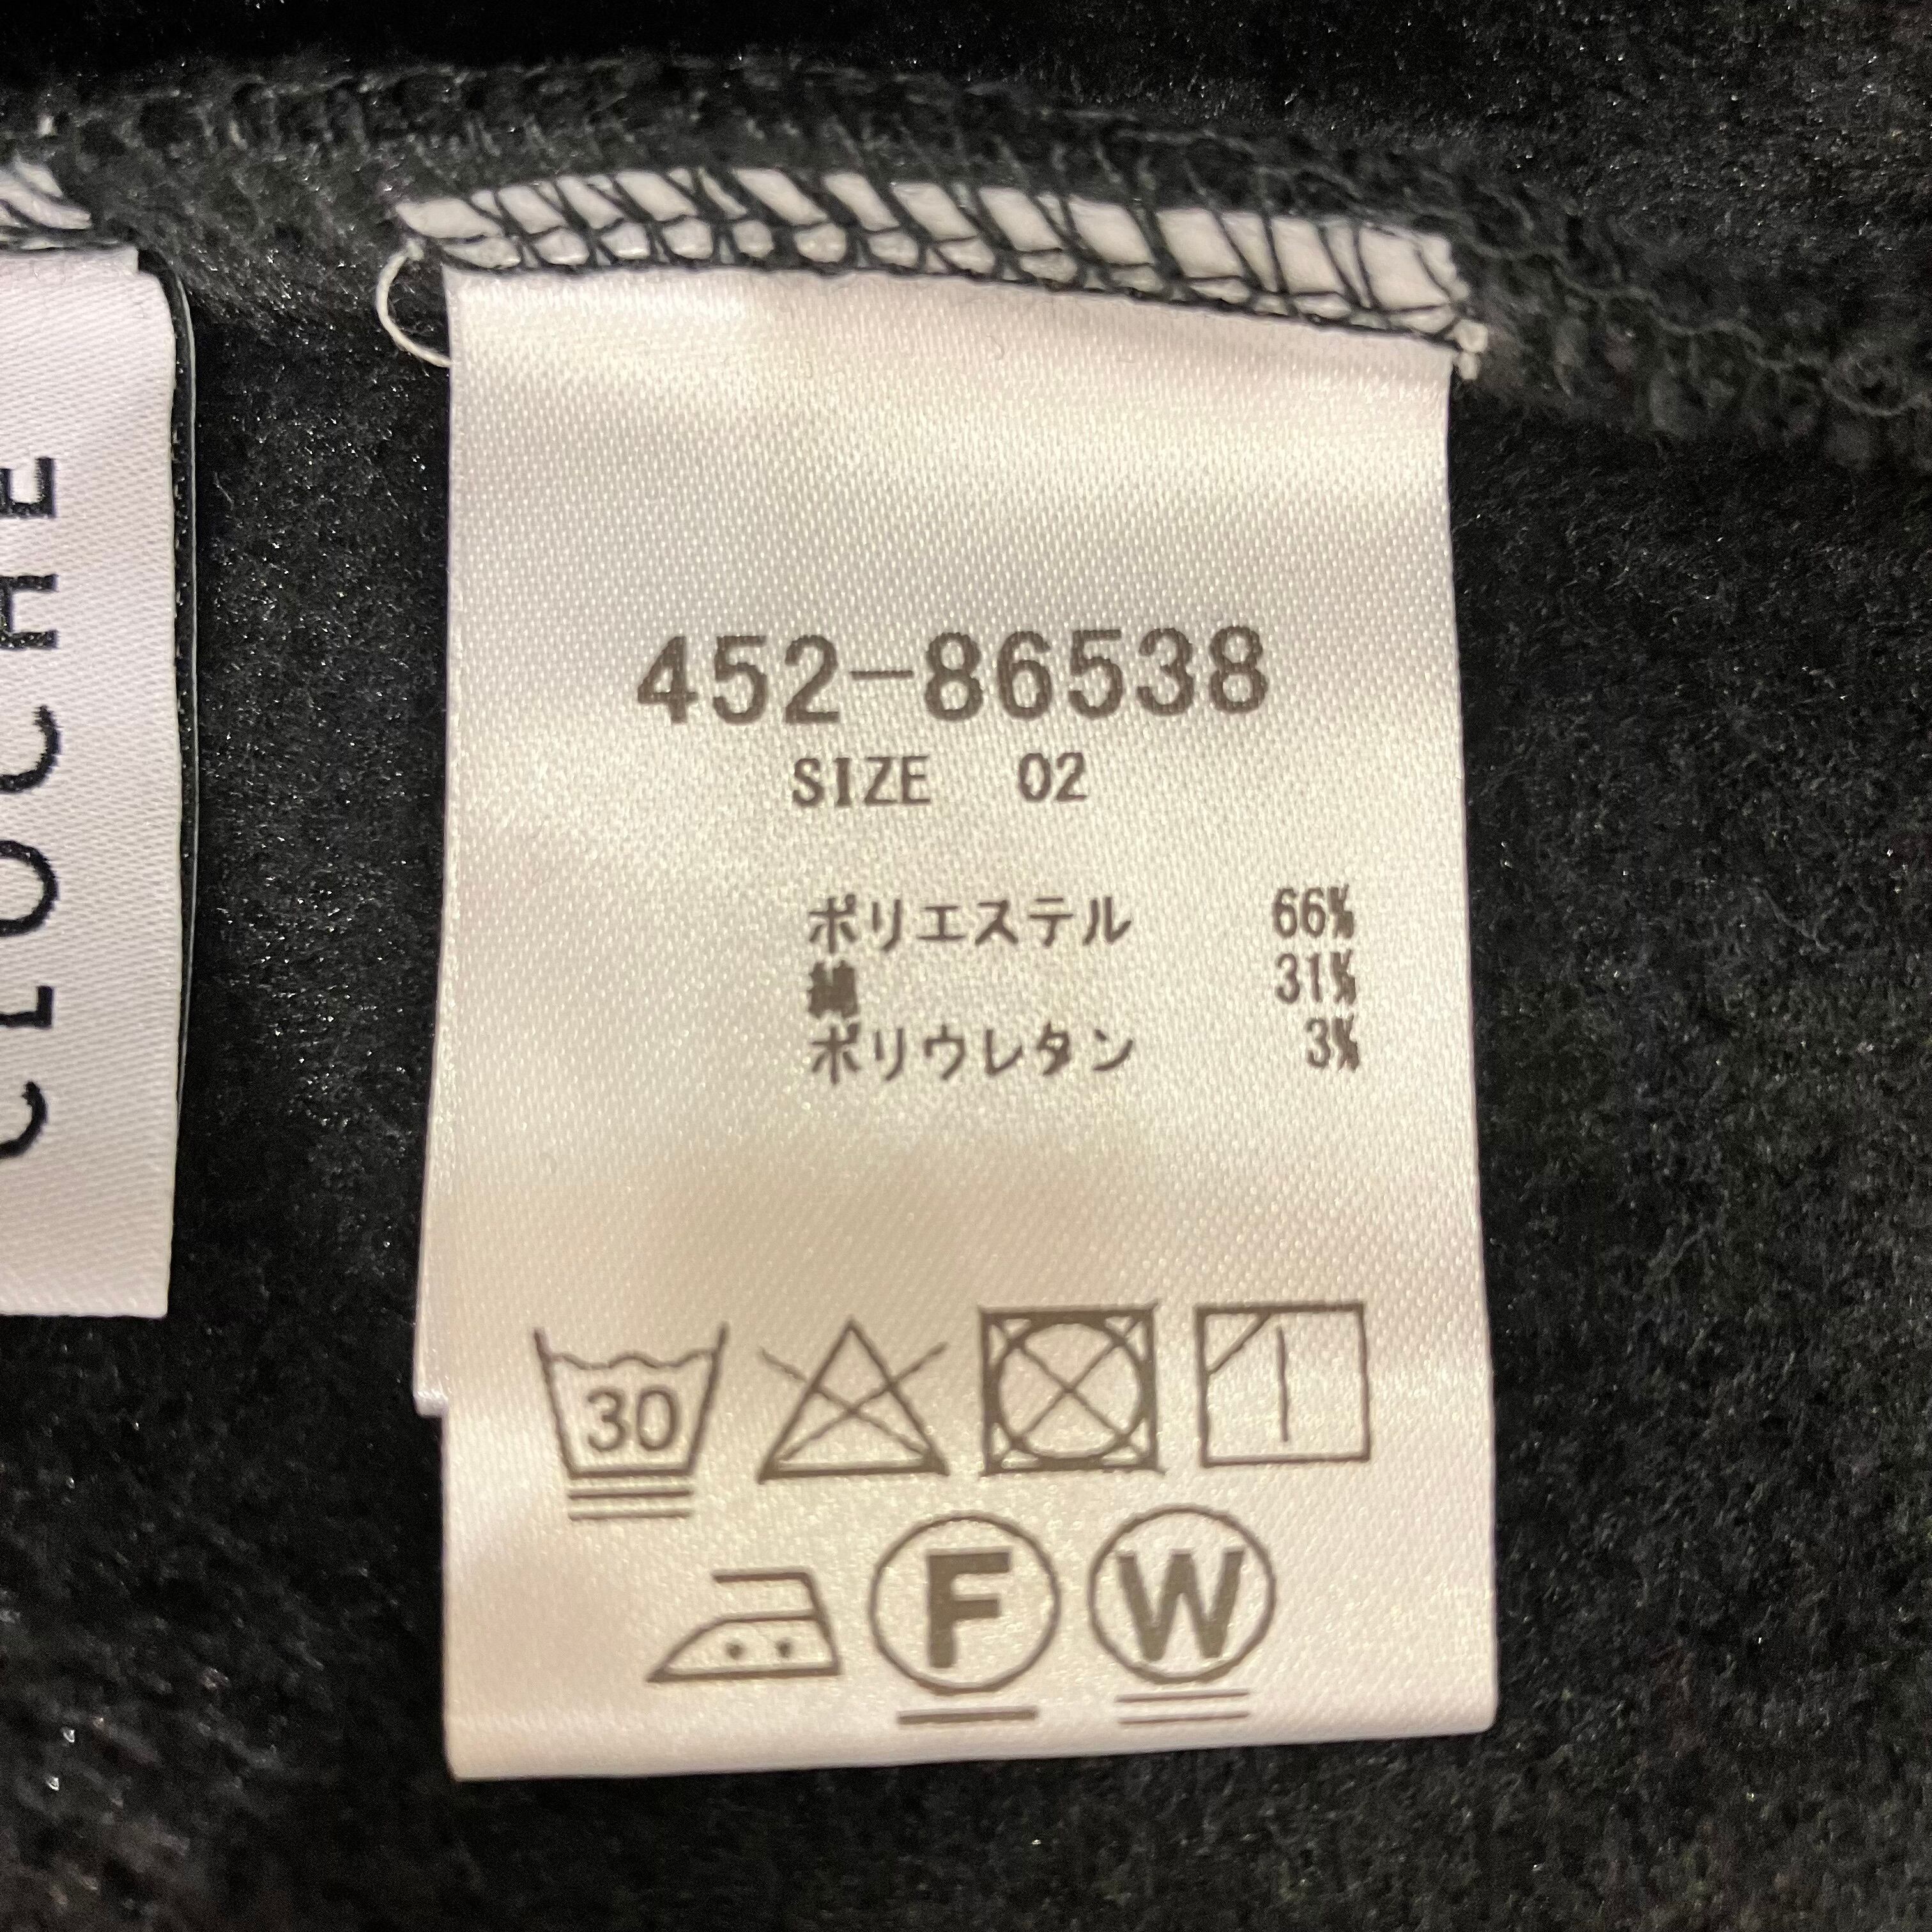 CLOCHE
452-86538
SIZE 02
ポリエステル 66%
綿 31%
ポリウレタン 3%
30
F W